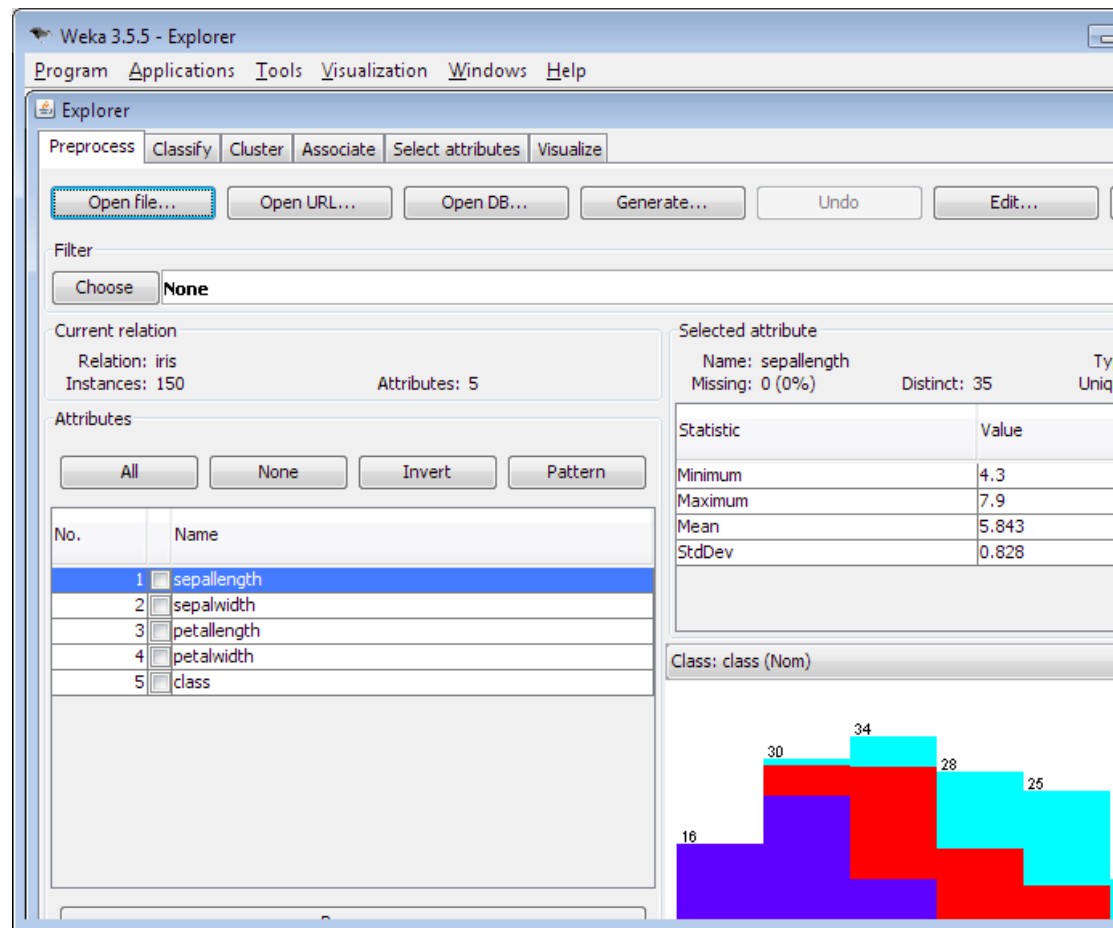 Weka 3.5.5 - Explorer
Program Applications Tools Visualization Windows Help
Explorer
Preprocess Classify Cluster Associate Select attributes Visualize
Open file... Open URL... Open DB... Generate... Undo Edit...
Filter
Choose None
Current relation
Relation: iris
Instances: 150 Attributes: 5
Selected attribute
Name: sepallength Ty
Missing: 0 (0%) Distinct: 35 Uniq
Attributes
All None Invert Pattern
No. Name
1 sepallength
2 sepalwidth
3 petallength
4 petalwidth
5 class
Statistic Value
Minimum 4.3
Maximum 7.9
Mean 5.843
StdDev 0.828
Class: class (Nom)
16 30 34 28 25